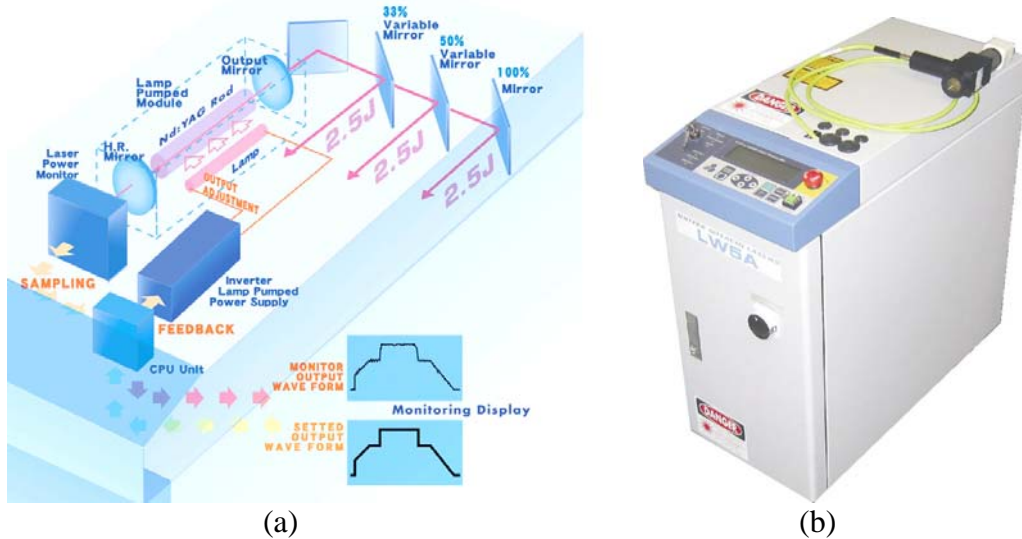 33%
Variable
Mirror
50%
Variable
Mirror
100%
Mirror
Output
Mirror
Lamp
Pumped
Module
Nd:YAG Rod
Lamp
H.R.
Mirror
Laser
Power
Monitor
OUTPUT
ADJUSTMENT
2.5J
2.5J
2.5J
SAMPLING
Inverter
Lamp Pumped
Power Supply
FEEDBACK
CPU Unit
MONITOR
OUTPUT
WAVE FORM
Monitoring Display
SETTED
OUTPUT
WAVE FORM
DANGER
LW5A
DANGER
(a)
(b)